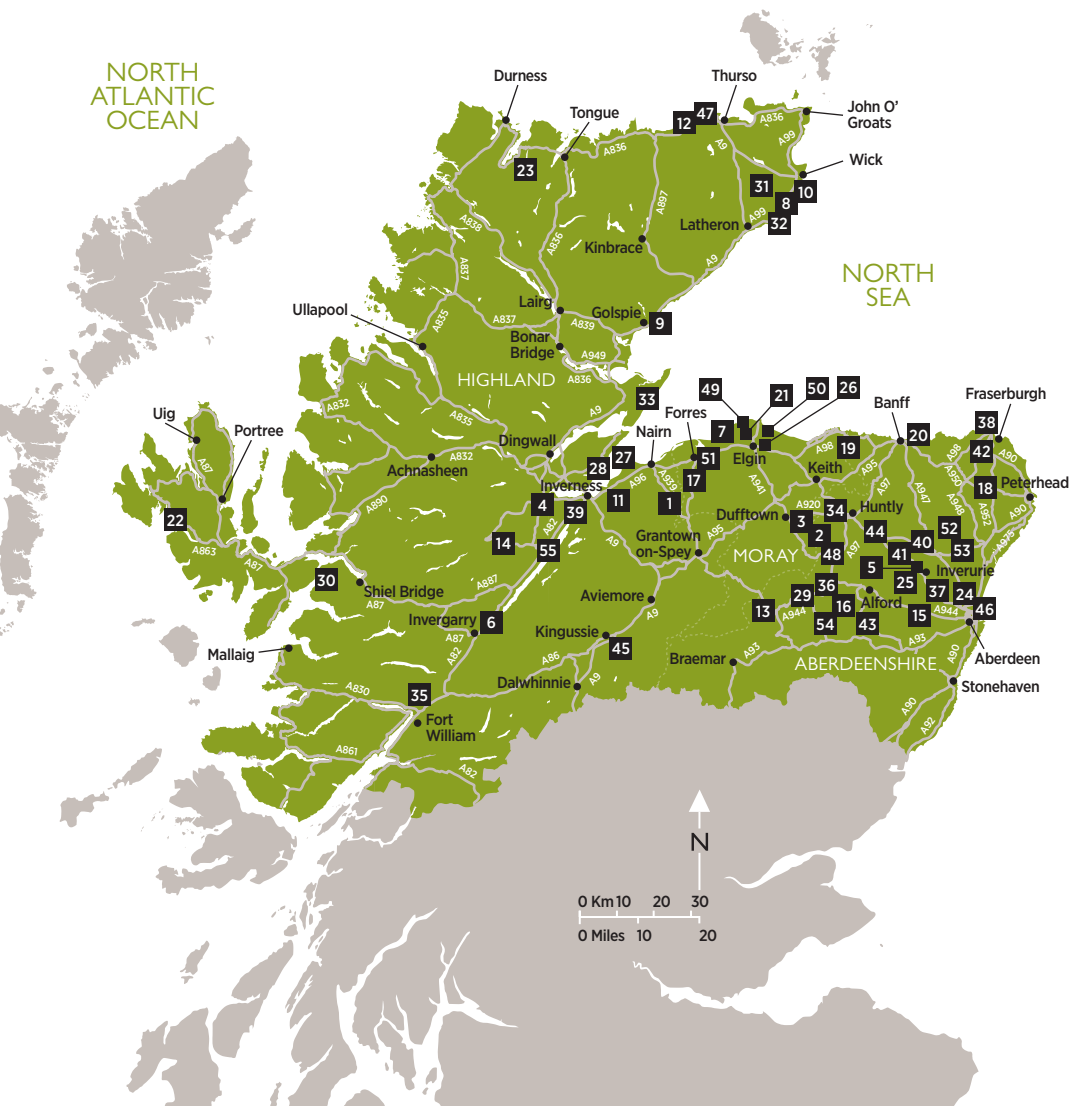 NORTH
ATLANTIC
OCEAN
Durness
Thurso
Tongue
John O'
Groats
12
47
A836
A836
A9
A99
Wick
23
31
10
8
A897
A838
A836
Latheron
A99
32
Kinbrace
A9
A837
NORTH
SEA
Ullapool
Lairg
A837
A839
Golspie
9
A835
Bonar
Bridge
A949
HIGHLAND
A836
A832
A835
A9
33
Uig
Portree
A87
Dingwall
A832
Achnasheen
A890
Forres
Nairn
49
7
21
50
26
Elgin
Banff
20
38
Fraserburgh
42
A98
19
A98
A90
28
27
51
17
A96
A939
1
Inverness
11
4
39
A82
14
55
A9
A941
Keith
A95
A97
A947
A950
A948
A952
18
Peterhead
A90
A920
34
Huntly
Dufftown
3
2
48
A97
44
40
41
52
53
A975
5
25
Inverurie
37
24
46
Grantown
on-Spey
A95
MORAY
22
A863
A87
30
Shiel Bridge
A87
A887
Invergarry
6
A87
A82
Aviemore
A9
Kingussie
45
A86
Dalwhinnie
A9
13
29
36
16
54
A944
Alford
43
15
A944
A93
Aberdeen
Braemar
A93
ABERDEENSHIRE
A90
Stonehaven
A90
A92
Mallaig
A830
35
Fort
William
A861
A82
N
0 Km 10 20 30
0 Miles 10 20